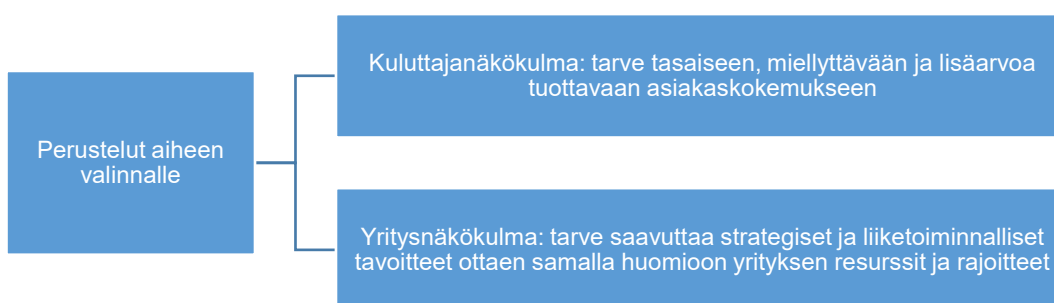 Perustelut aiheen
valinnalle
Kuluttajanäkökulma: tarve tasaiseen, miellyttävään ja lisäarvoa
tuottavaan asiakaskokemukseen
Yritysnäkökulma: tarve saavuttaa strategiset ja liiketoiminnalliset
tavoitteet ottaen samalla huomioon yrityksen resurssit ja rajoitteet